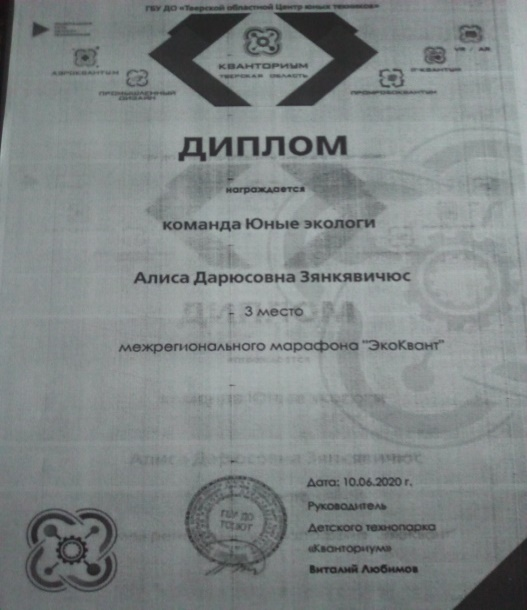 ГБУ ДО «Тверской областной Центр юных техников»
КВАНТОРИУМ
ТВЕРСКАЯ ОБЛАСТЬ
VR / AR
АЭРОКВАНТУМ
IT-КВАНТУМ
ПРОМЫШЛЕННЫЙ
ДИЗАЙН
ПРОМРОБОКВАНТУМ
ДИПЛОМ
награждается
команда Юные экологи
Алиса Дарюсовна Зянкявичюс
- 3 место
межрегионального марафона "ЭкоКвант"
Дата: 10.06.2020 г.
Руководитель
Детского технопарка
«Кванториум»
Виталий Любимов
ГБУ ДО
ТОЦЮТ